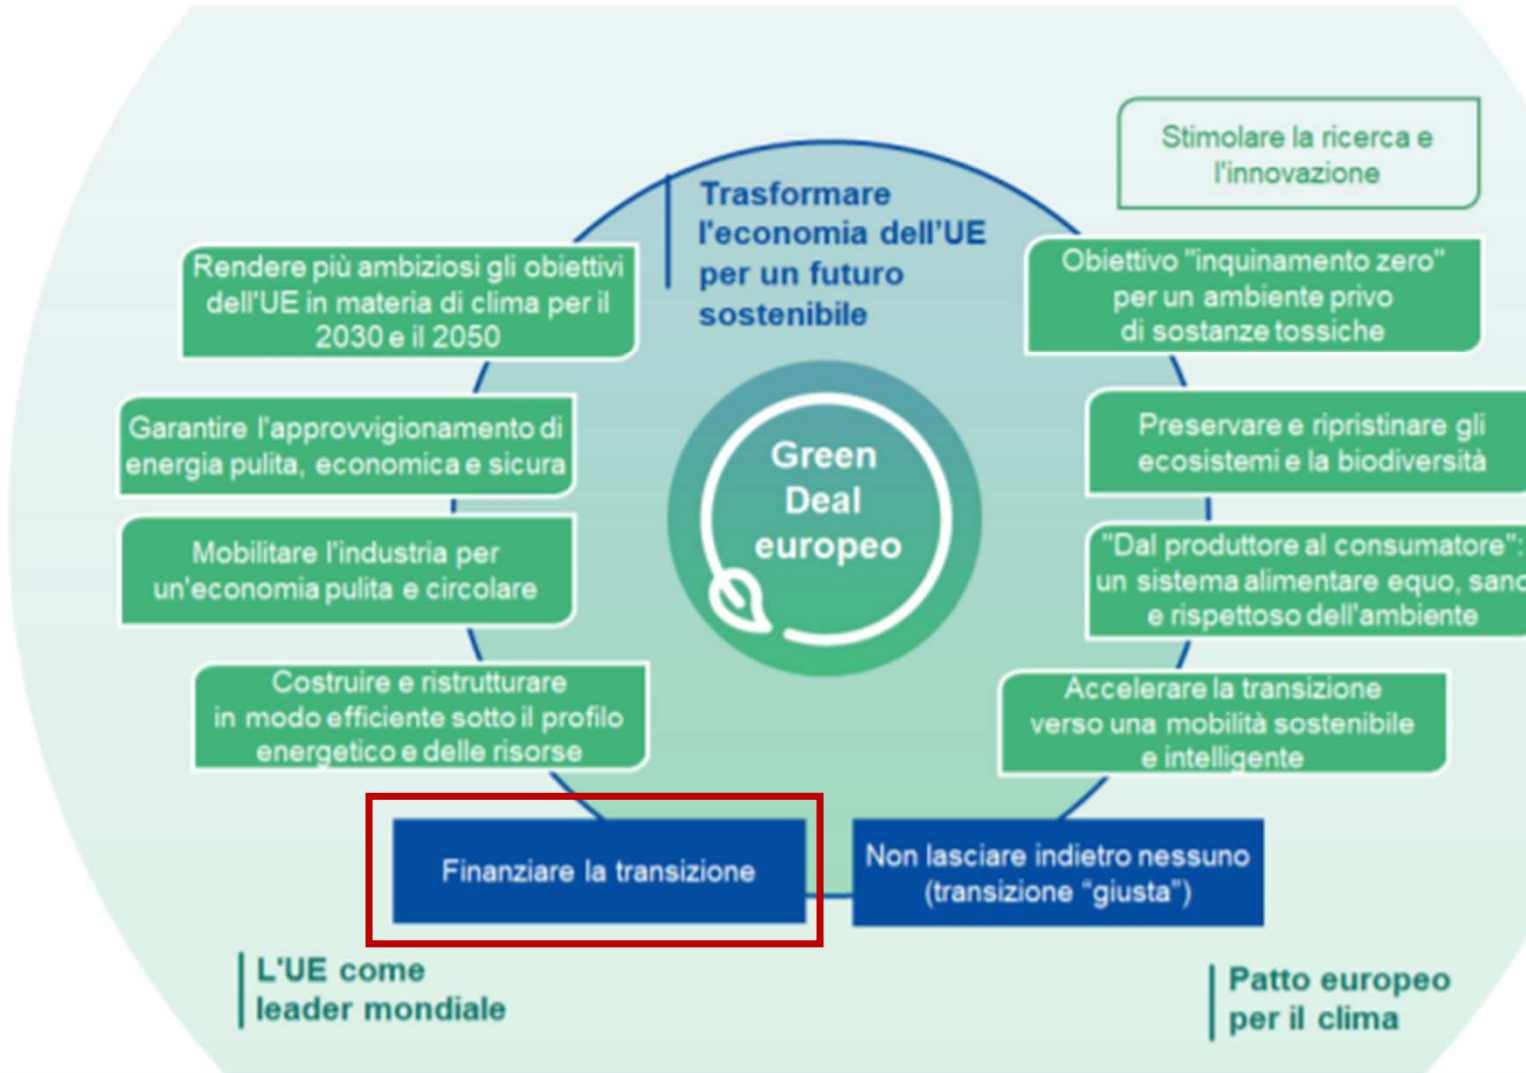 Stimolare la ricerca e
l'innovazione
Trasformare
l'economia dell'UE
per un futuro
sostenibile
Rendere più ambiziosi gli obiettivi
dell'UE in materia di clima per il
2030 e il 2050
Obiettivo "inquinamento zero"
per un ambiente privo
di sostanze tossiche
Garantire l'approvvigionamento di
energia pulita, economica e sicura
Preservare e ripristinare gli
ecosistemi e la biodiversità
Green
Deal
europeo
Mobilitare l'industria per
un'economia pulita e circolare
"Dal produttore al consumatore":
un sistema alimentare equo, sano
e rispettoso dell'ambiente
Costruire e ristrutturare
in modo efficiente sotto il profilo
energetico e delle risorse
Accelerare la transizione
verso una mobilità sostenibile
e intelligente
Finanziare la transizione
Non lasciare indietro nessuno
(transizione “giusta”)
L'UE come
leader mondiale
Patto europeo
per il clima